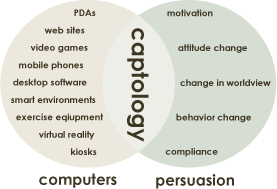 PDAs
web sites
video games
mobile phones
desktop software
smart environments
exercise eqiupment
virtual reality
kiosks
captology
motivation
attitude change
change in worldview
behavior change
compliance
computers
persuasion